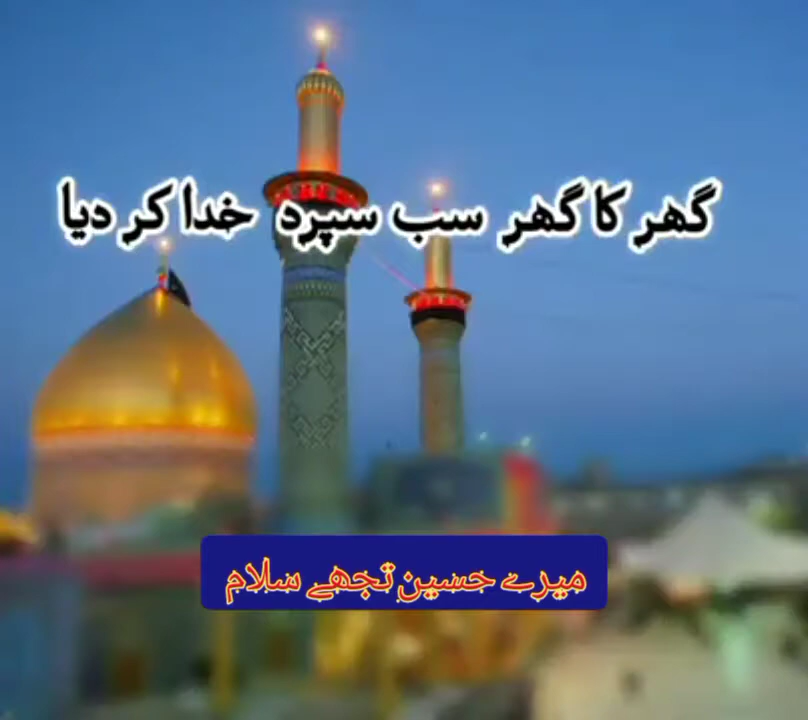 گھر کا گھر سب سپرد خدا کر دیا
میرے حسین تجھے سلام